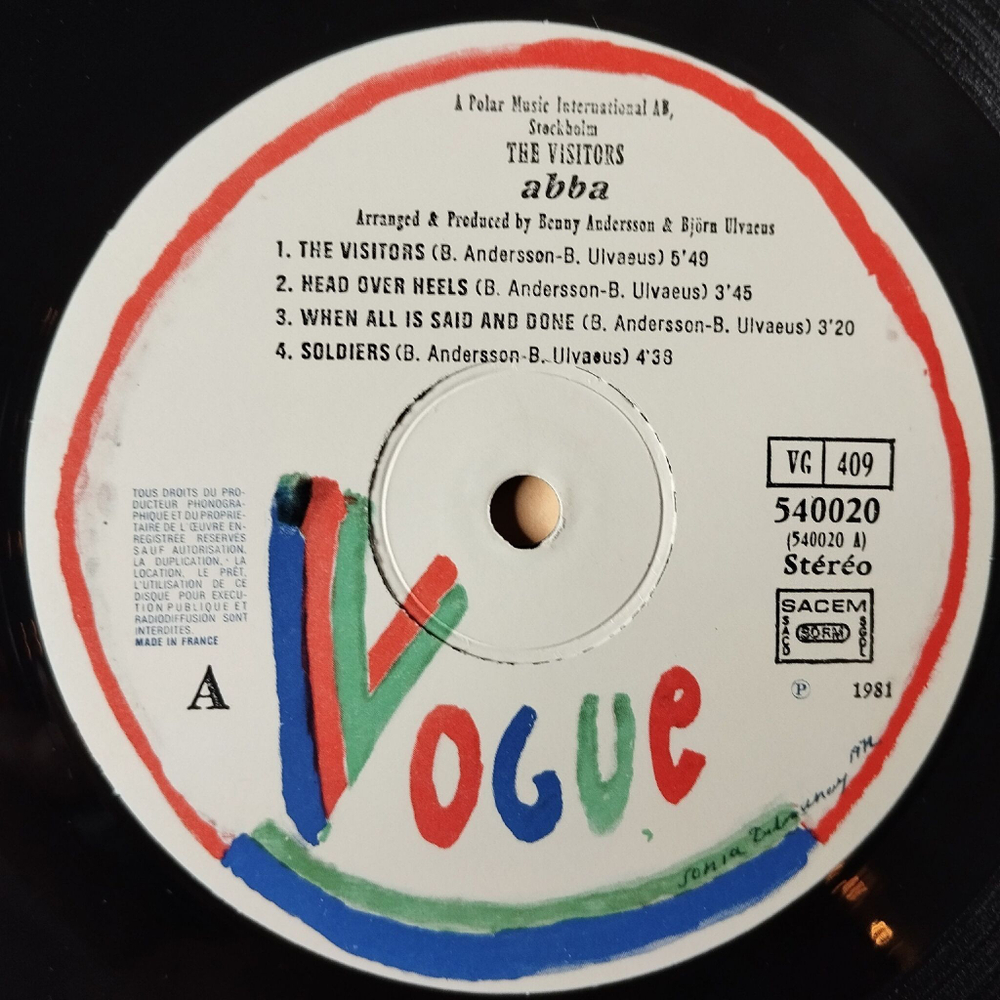 A Polar Music International AB,
Stockholm
THE VISITORS
abba
Arranged & Produced by Benny Andersson & Björn Ulvaeus
1. THE VISITORS (B. Andersson-B. Ulvaeus) 5'49
2. HEAD OVER HEELS (B. Andersson-B. Ulvaeus) 3'45
3. WHEN ALL IS SAID AND DONE (B. Andersson-B. Ulvaeus) 3'20
4. SOLDIERS (B. Andersson-B. Ulvaeus) 4'38
VG 409
540020
(540020 A)
Stéréo
SACEM
SACD SDRM SGDL
Ⓟ 1981
TOUS DROITS DU PRO-
DUCTEUR PHONOGRA-
PHIQUE ET DU PROPRIE-
TAIRE DE L'ŒUVRE EN-
REGISTREE RESERVES
SAUF AUTORISATION,
LA DUPLICATION, LA
LOCATION, LE PRÊT,
L'UTILISATION DE CE
DISQUE POUR EXECU-
TION PUBLIQUE ET
RADIODIFFUSION SONT
INTERDITES.
MADE IN FRANCE
A
VOGUE
Sonia Delaunay